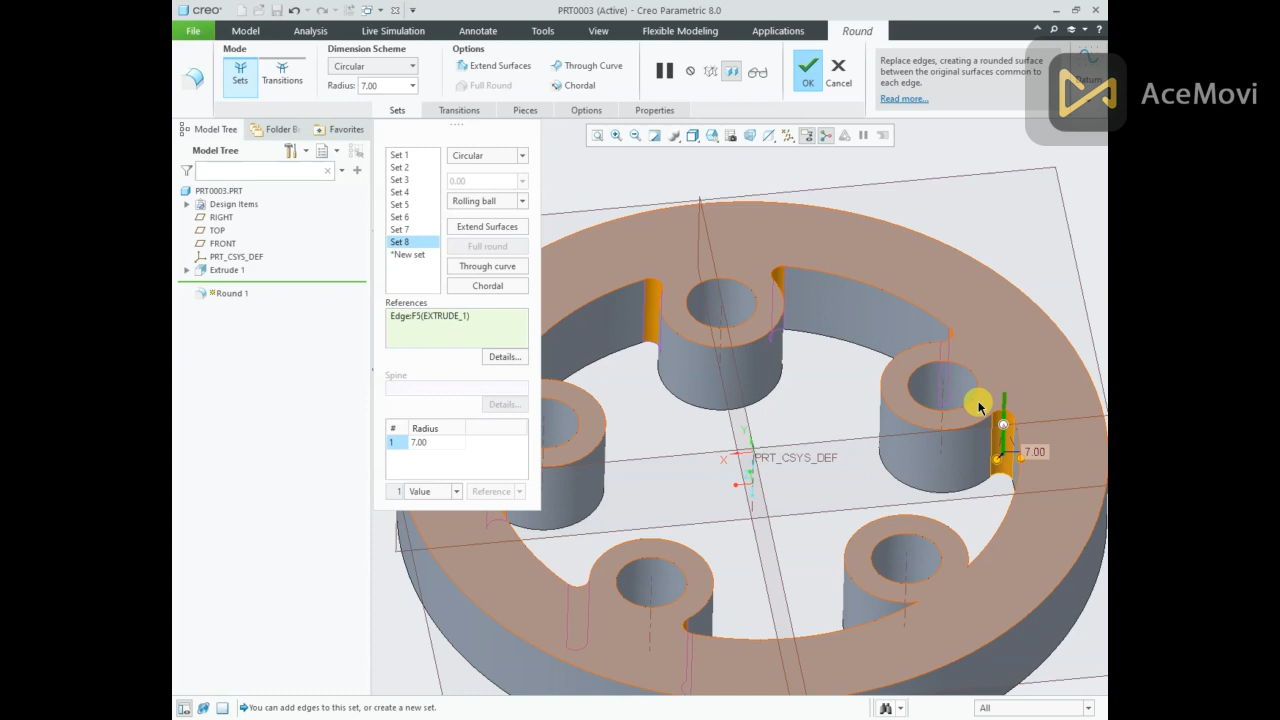 creo
PRT0003 (Active) - Creo Parametric 8.0
File Model Analysis Live Simulation Annotate Tools View Flexible Modeling Applications Round
Mode
Sets
Transitions
Dimension Scheme
Circular
Radius: 7.00
Options
Extend Surfaces
Through Curve
Full Round
Chordal
OK
Cancel
Replace edges, creating a rounded surface
between the original surfaces common to
each edge.
Read more...
Datum
AceMovi
Sets Transitions Pieces Options Properties
Model Tree
Folder B
Favorites
Model Tree
PRT0003.PRT
Design Items
RIGHT
TOP
FRONT
PRT_CSYS_DEF
Extrude 1
Round 1
Set 1
Set 2
Set 3
Set 4
Set 5
Set 6
Set 7
Set 8
*New set
Circular
0.00
Rolling ball
Extend Surfaces
Full round
Through curve
Chordal
References
Edge:F5(EXTRUDE_1)
Details...
Spine
Details...
# Radius
1 7.00
1 Value Reference
Y
X
PRT_CSYS_DEF
7.00
You can add edges to this set, or create a new set.
All